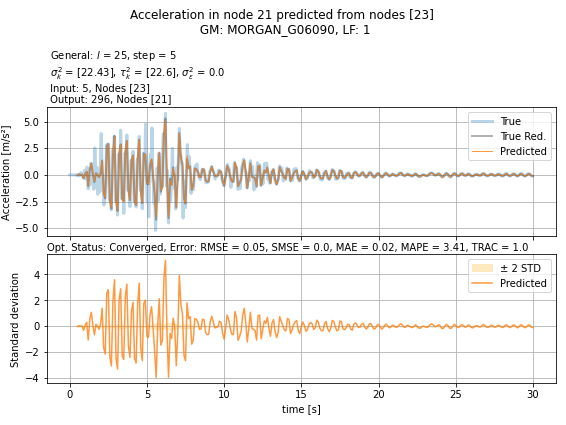 Acceleration in node 21 predicted from nodes [23]
GM: MORGAN_G06090, LF: 1
General: l = 25, step = 5
σ²ₖ = [22.43], τ²ₖ = [22.6], σ²ε = 0.0
Input: 5, Nodes [23]
Output: 296, Nodes [21]
Acceleration [m/s²]
5.0
2.5
0.0
−2.5
−5.0
True
True Red.
Predicted
Opt. Status: Converged, Error: RMSE = 0.05, SMSE = 0.0, MAE = 0.02, MAPE = 3.41, TRAC = 1.0
Standard deviation
4
2
0
−2
−4
± 2 STD
Predicted
0 5 10 15 20 25 30
time [s]